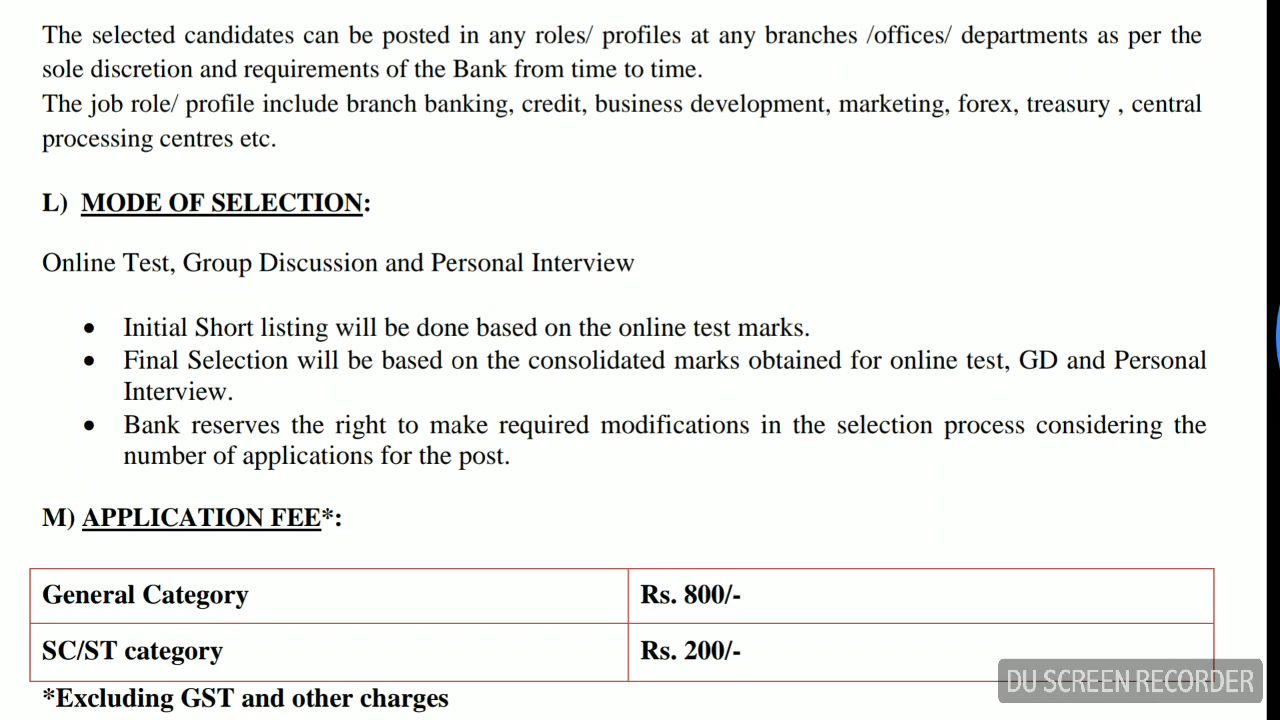 The selected candidates can be posted in any roles/ profiles at any branches /offices/ departments as per the
sole discretion and requirements of the Bank from time to time.
The job role/ profile include branch banking, credit, business development, marketing, forex, treasury , central
processing centres etc.
L) MODE OF SELECTION:
Online Test, Group Discussion and Personal Interview
• Initial Short listing will be done based on the online test marks.
• Final Selection will be based on the consolidated marks obtained for online test, GD and Personal
Interview.
• Bank reserves the right to make required modifications in the selection process considering the
number of applications for the post.
M) APPLICATION FEE*:
General Category Rs. 800/-
SC/ST category Rs. 200/-
*Excluding GST and other charges
DU SCREEN RECORDER